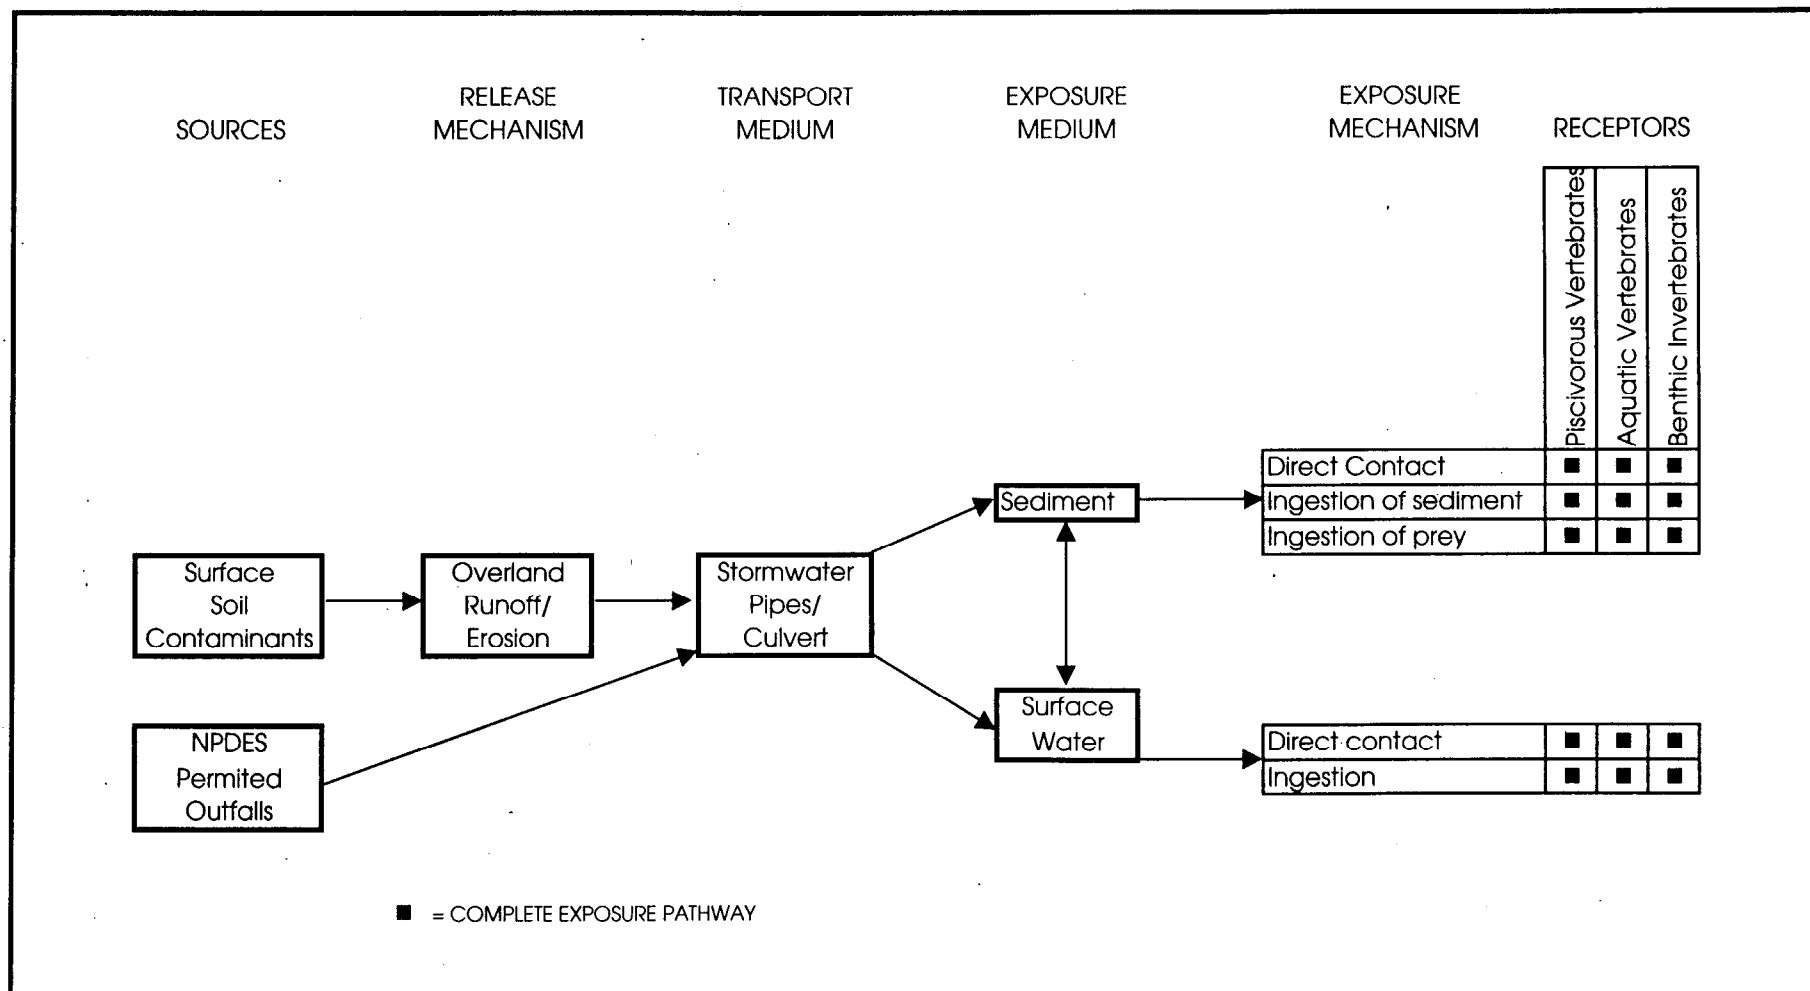 SOURCES
RELEASE
MECHANISM
TRANSPORT
MEDIUM
EXPOSURE
MEDIUM
EXPOSURE
MECHANISM
RECEPTORS
Piscivorous Vertebrates
Aquatic Vertebrates
Benthic Invertebrates
Direct Contact
Ingestion of sediment
Ingestion of prey
Sediment
Surface
Soil
Contaminants
Overland
Runoff/
Erosion
Stormwater
Pipes/
Culvert
Surface
Water
NPDES
Permited
Outfalls
Direct contact
Ingestion
= COMPLETE EXPOSURE PATHWAY